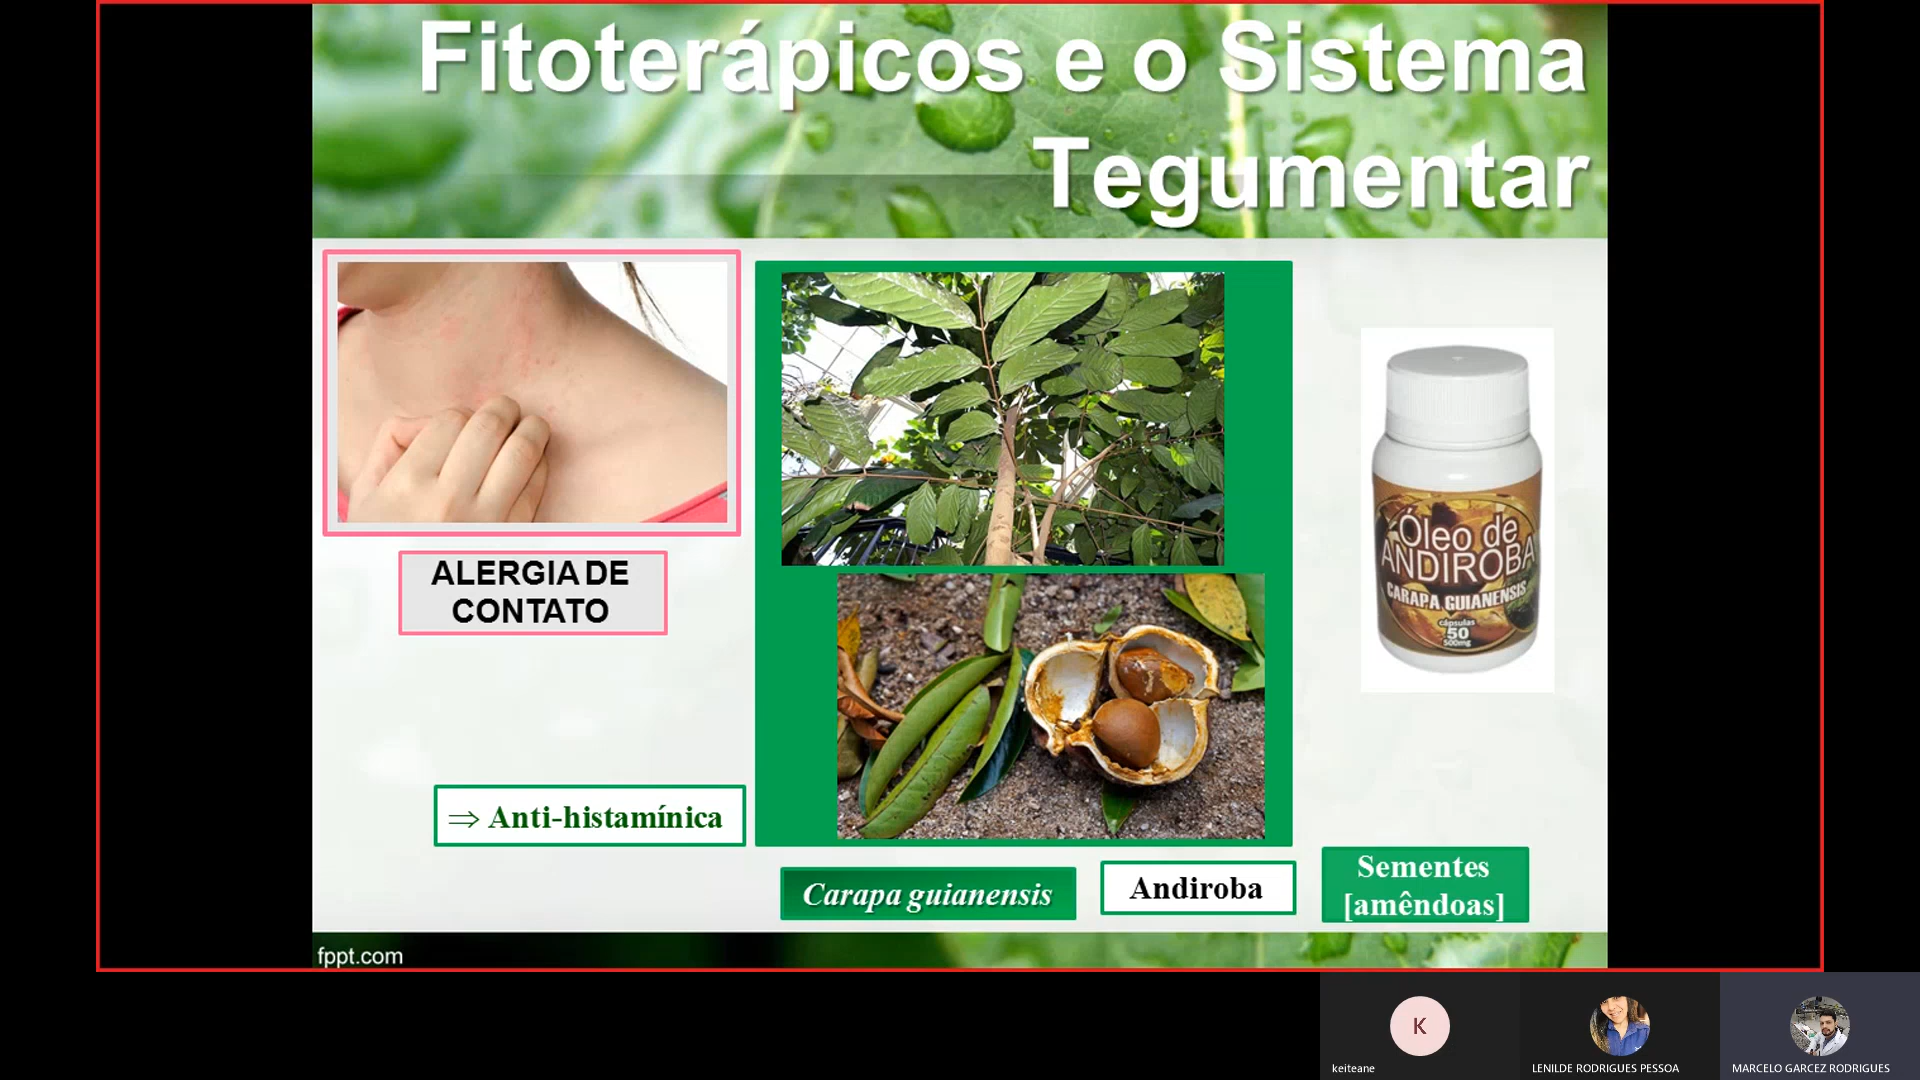 Fitoterápicos e o Sistema
Tegumentar
ALERGIA DE
CONTATO
Óleo de
ANDIROBA
CARAPA GUIANENSIS
cápsulas
50
500mg
⇒ Anti-histamínica
Carapa guianensis
Andiroba
Sementes
[amêndoas]
fppt.com
K
keiteane
LENILDE RODRIGUES PESSOA
MARCELO GARCEZ RODRIGUES